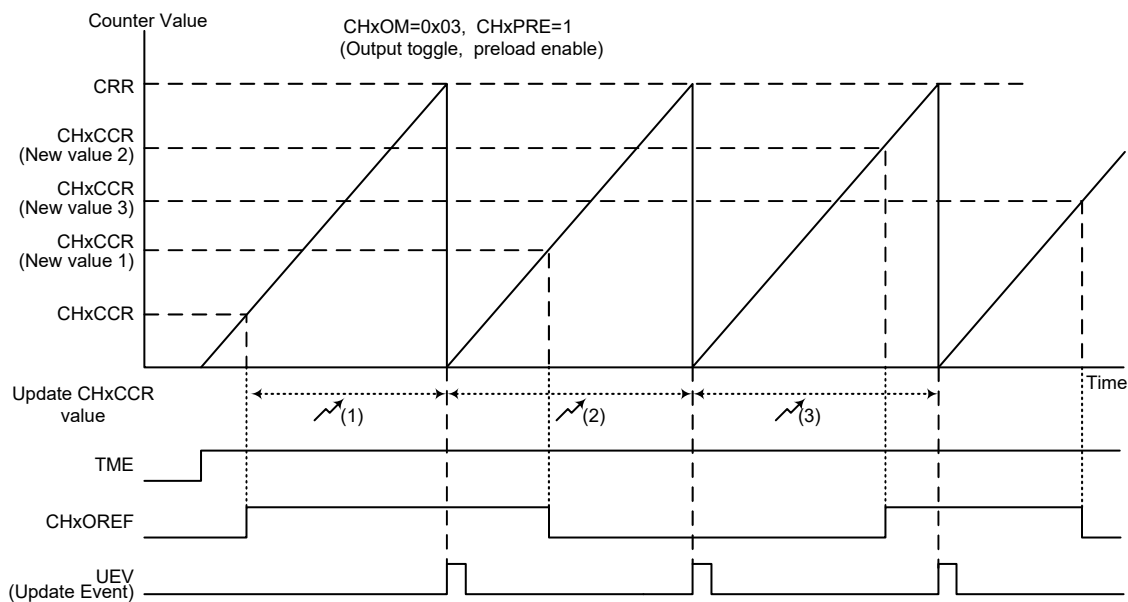 Counter Value
CHxOM=0x03, CHxPRE=1
(Output toggle, preload enable)
CRR
CHxCCR
(New value 2)
CHxCCR
(New value 3)
CHxCCR
(New value 1)
CHxCCR
Time
Update CHxCCR
value
(1)
(2)
(3)
TME
CHxOREF
UEV
(Update Event)